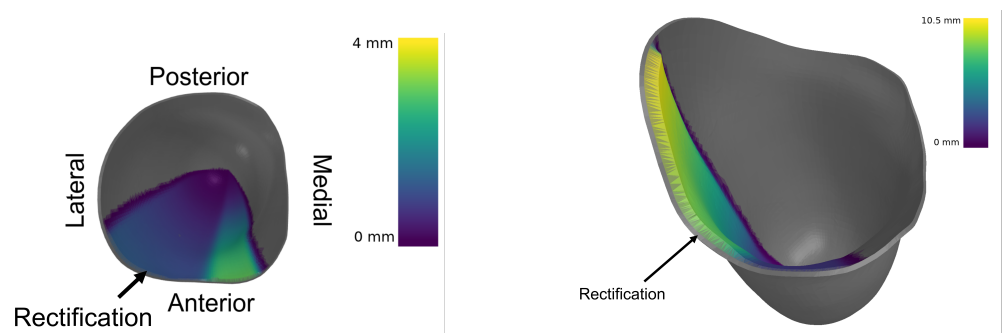 4 mm
Posterior
Lateral
Medial
0 mm
Rectification
Anterior
10.5 mm
0 mm
Rectification